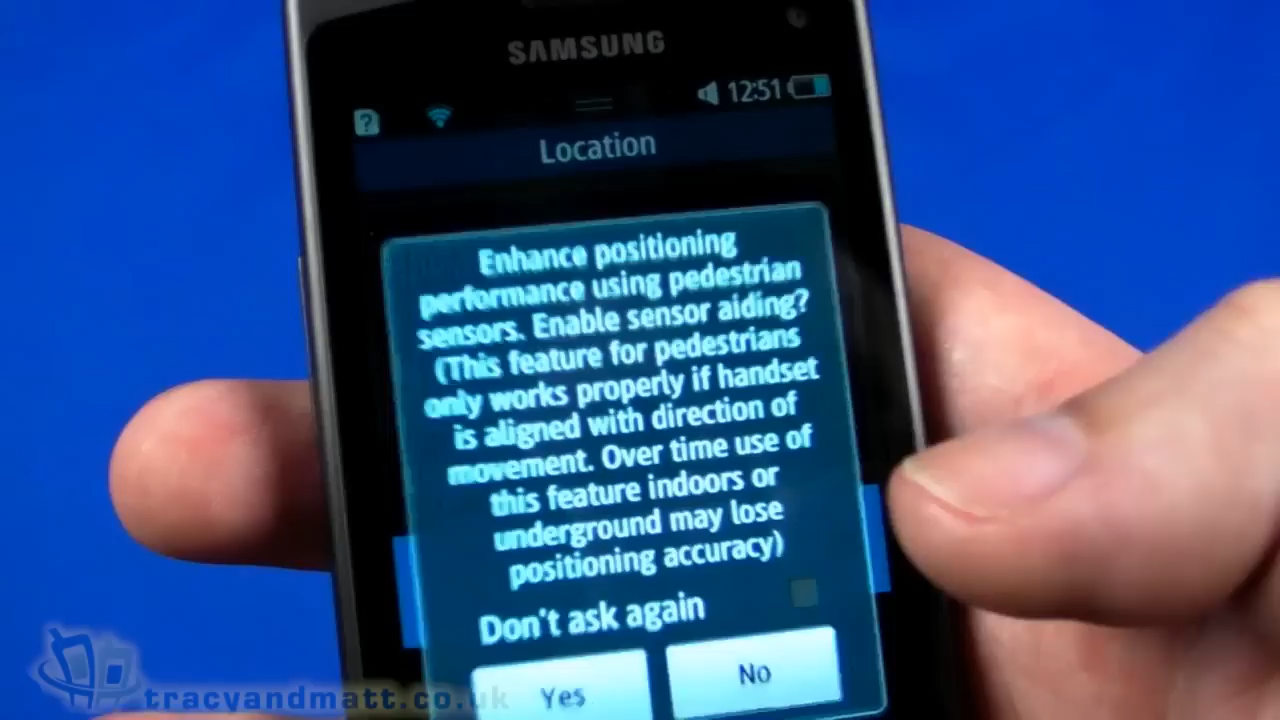 SAMSUNG
12:51
Location
Enhance positioning
performance using pedestrian
sensors. Enable sensor aiding?
(This feature for pedestrians
only works properly if handset
is aligned with direction of
movement. Over time use of
this feature indoors or
underground may lose
positioning accuracy)
Don't ask again
Yes No
tracyandmatt.co.uk